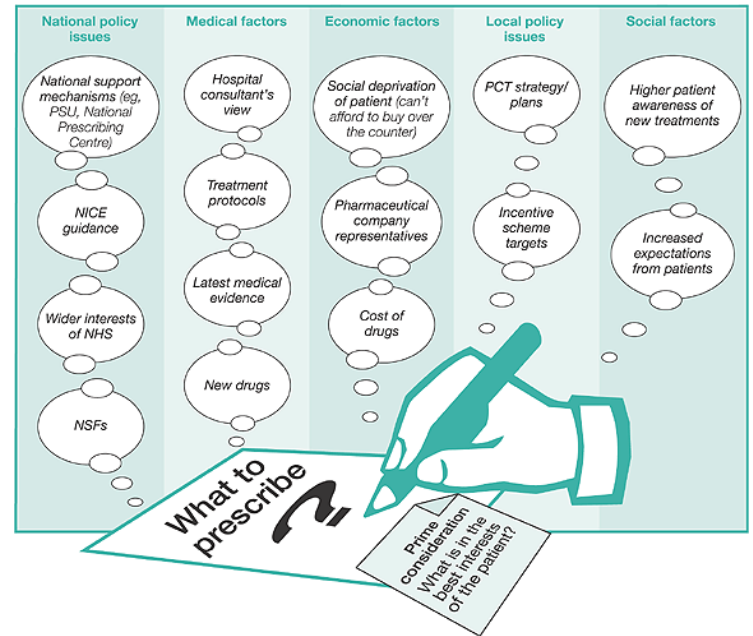 National policy
issues
National support
mechanisms (eg,
PSU, National
Prescribing
Centre)
NICE
guidance
Wider interests
of NHS
NSFs
Medical factors
Hospital
consultant's
view
Treatment
protocols
Latest medical
evidence
New drugs
Economic factors
Social deprivation
of patient (can't
afford to buy over
the counter)
Pharmaceutical
company
representatives
Cost of
drugs
Local policy
issues
PCT strategy/
plans
Incentive
scheme
targets
Social factors
Higher patient
awareness of
new treatments
Increased
expectations
from patients
What to
prescribe
?
Prime
consideration
What is in the
best interests
of the patient?